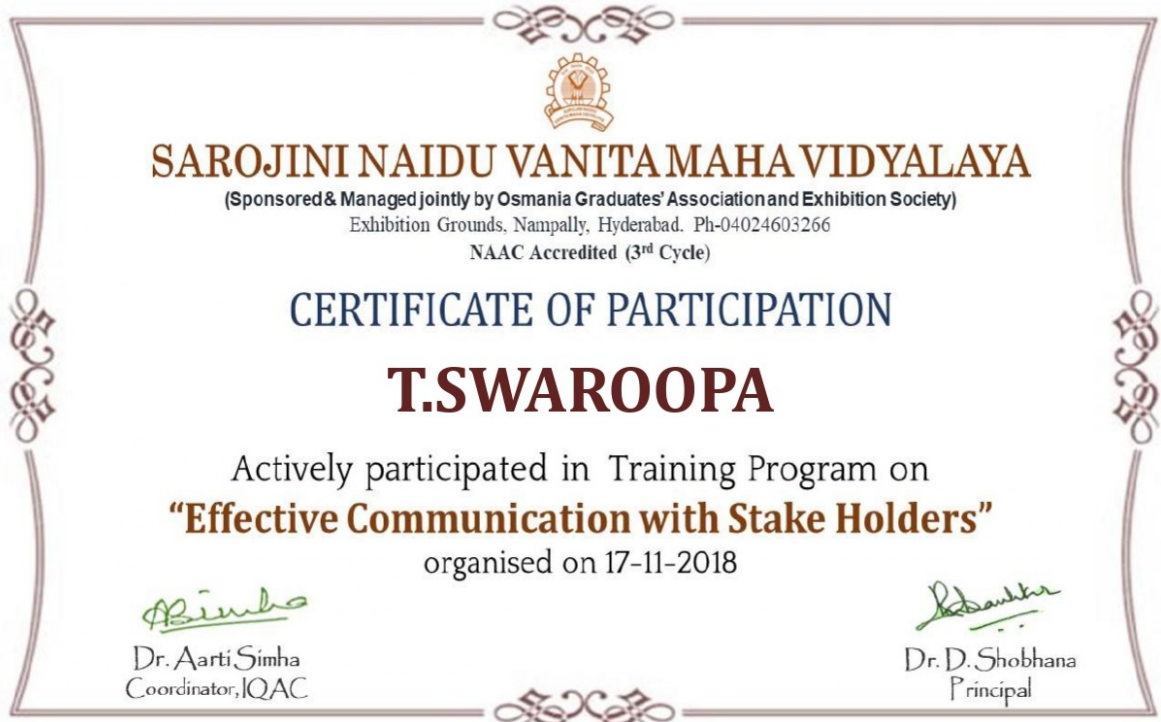 SAROJINI NAIDU VANITA MAHA VIDYALAYA
(Sponsored & Managed jointly by Osmania Graduates' Association and Exhibition Society)
Exhibition Grounds, Nampally, Hyderabad. Ph-04024603266
NAAC Accredited (3rd Cycle)
CERTIFICATE OF PARTICIPATION
T.SWAROOPA
Actively participated in Training Program on
“Effective Communication with Stake Holders”
organised on 17-11-2018
Dr. Aarti Simha
Coordinator, IQAC
Dr. D. Shobhana
Principal